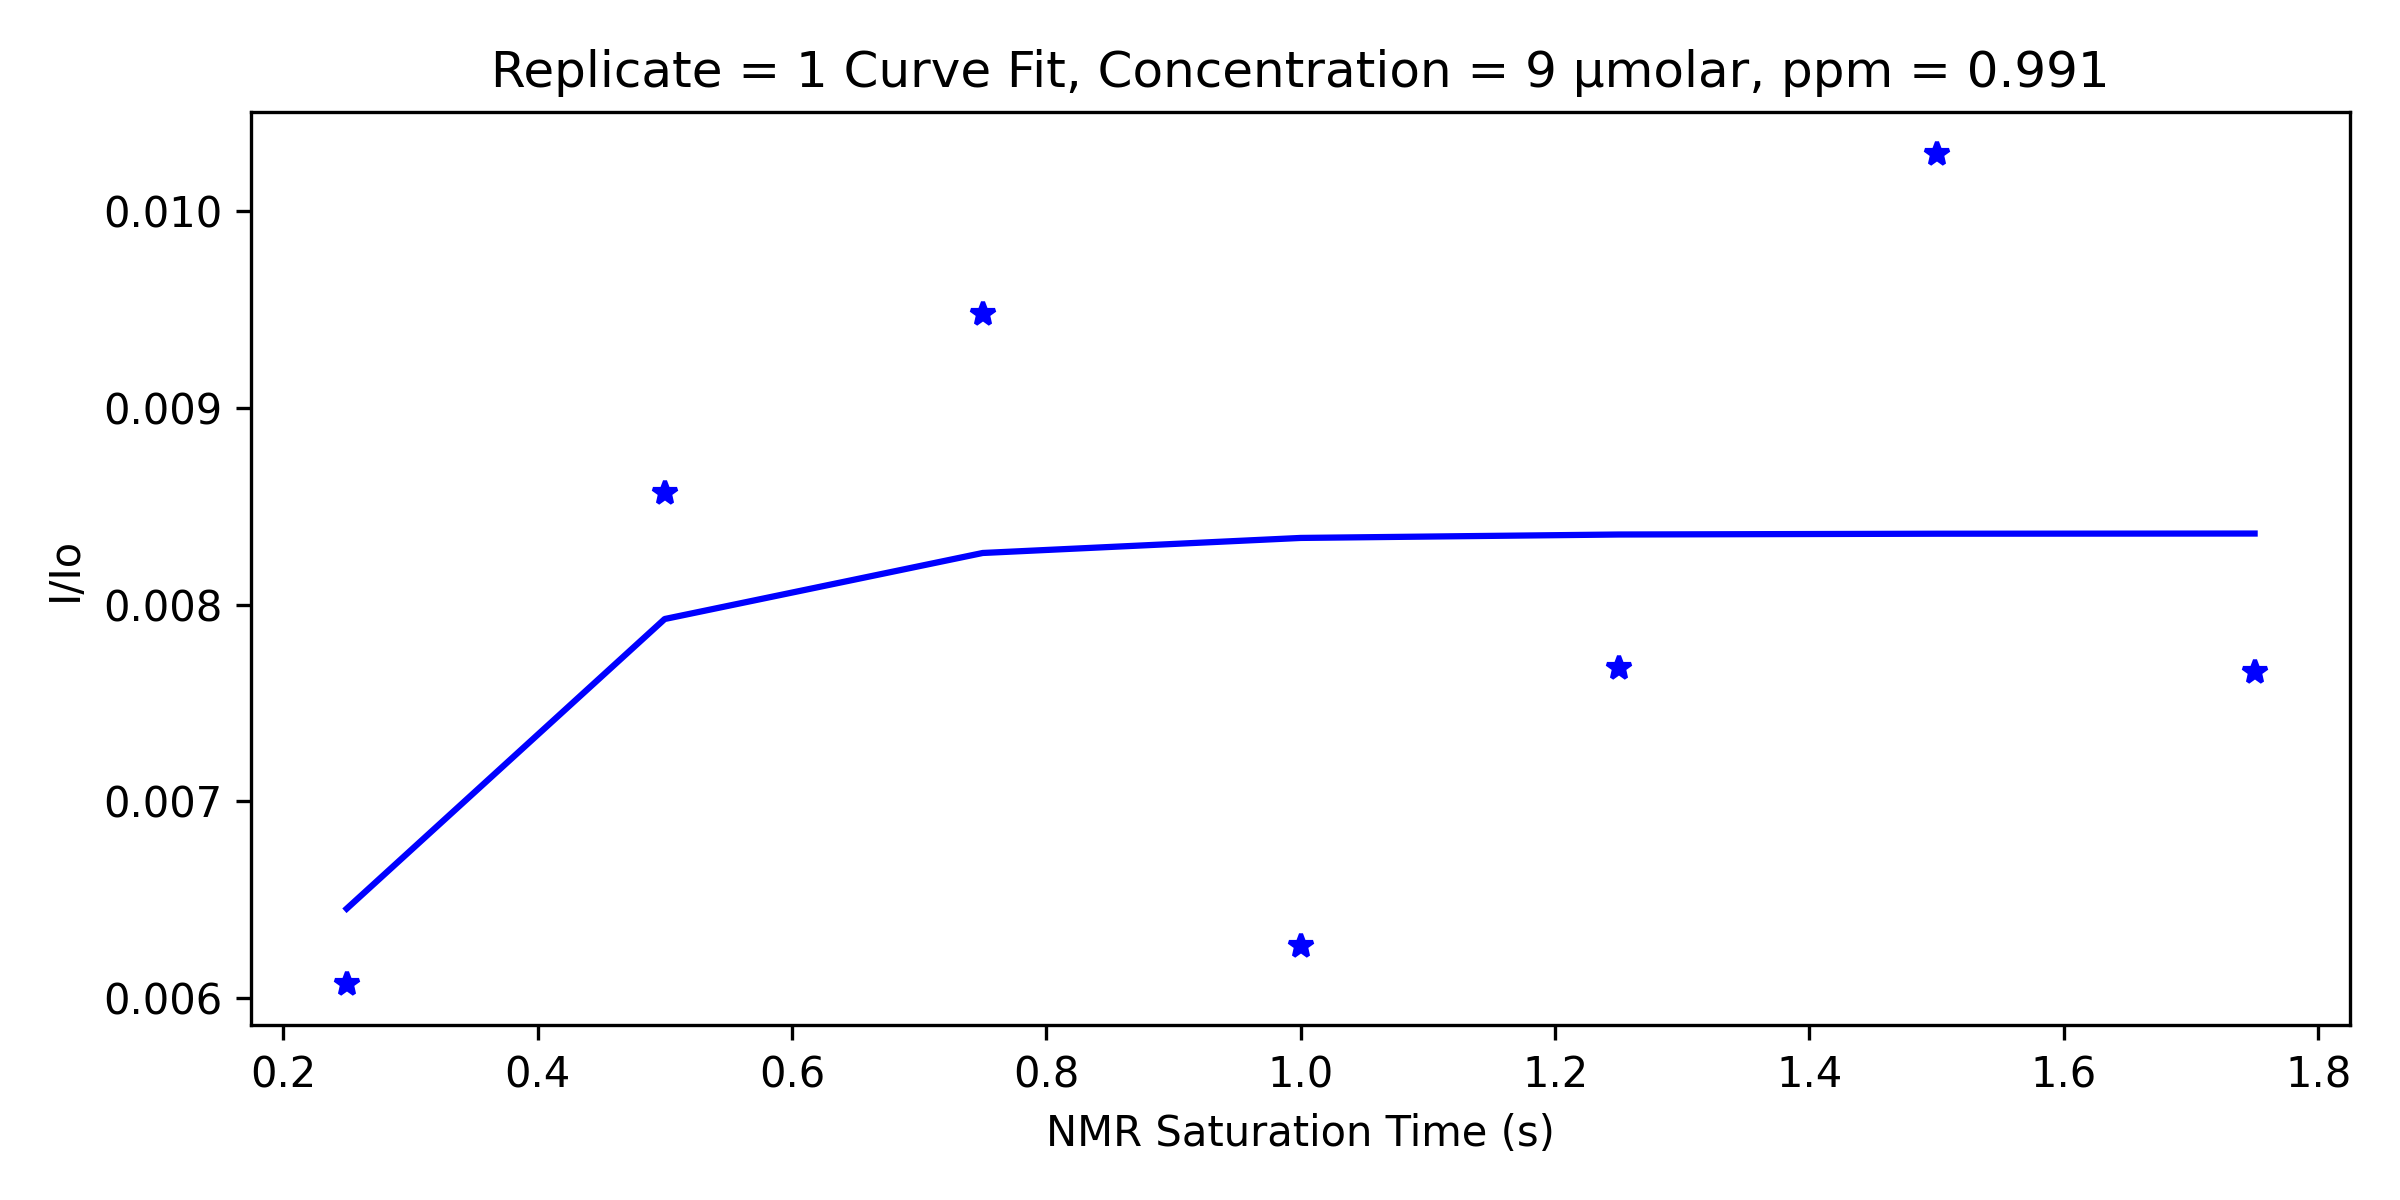 Replicate = 1 Curve Fit, Concentration = 9 µmolar, ppm = 0.991
0.010
0.009
0.008
0.007
0.006
I/Io
0.2 0.4 0.6 0.8 1.0 1.2 1.4 1.6 1.8
NMR Saturation Time (s)